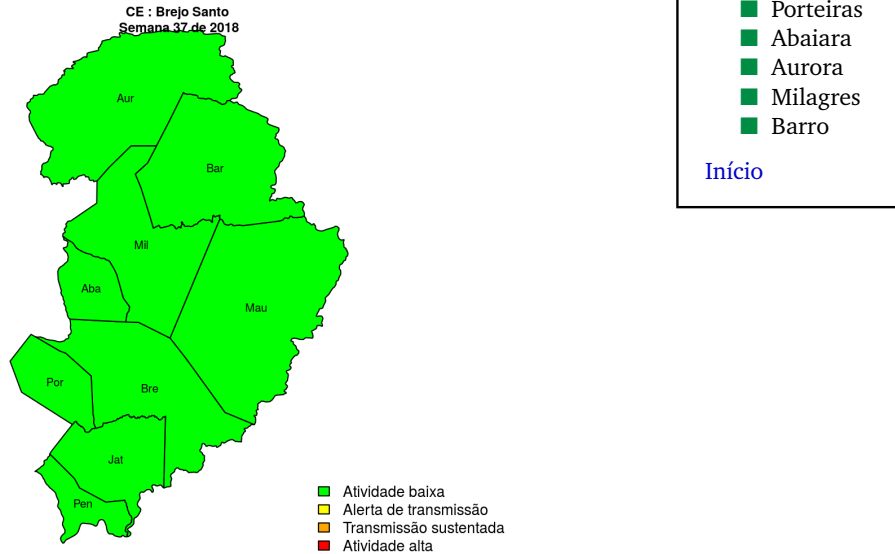 CE : Brejo Santo
Semana 37 de 2018
Aur
Bar
Mil
Aba
Mau
Por
Bre
Jat
Pen
Atividade baixa
Alerta de transmissão
Transmissão sustentada
Atividade alta
Porteiras
Abaiara
Aurora
Milagres
Barro
Início